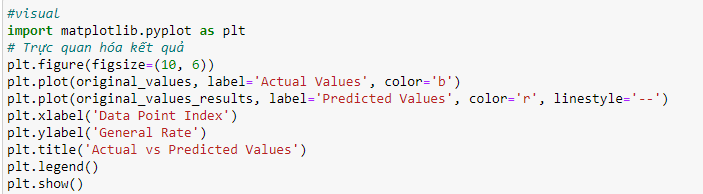 #visual
import matplotlib.pyplot as plt
# Trực quan hóa kết quả
plt.figure(figsize=(10, 6))
plt.plot(original_values, label='Actual Values', color='b')
plt.plot(original_values_results, label='Predicted Values', color='r', linestyle='--')
plt.xlabel('Data Point Index')
plt.ylabel('General Rate')
plt.title('Actual vs Predicted Values')
plt.legend()
plt.show()